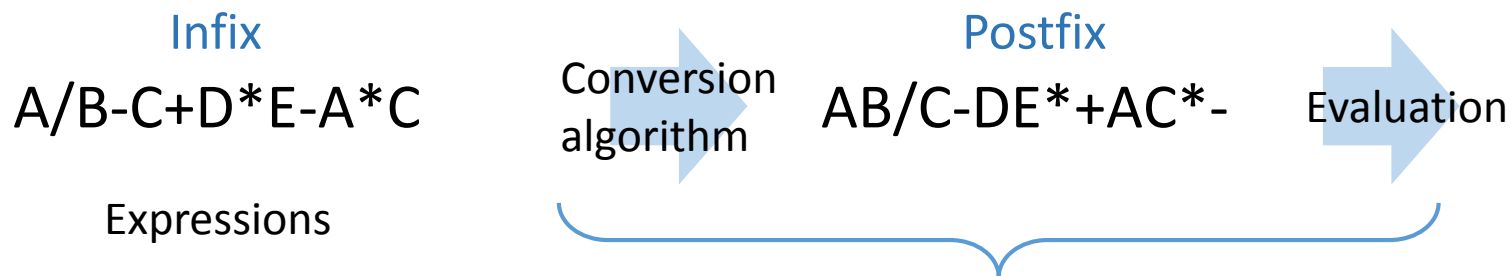 Infix
A/B-C+D*E-A*C
Expressions
Conversion
algorithm
Postfix
AB/C-DE*+AC*-
Evaluation